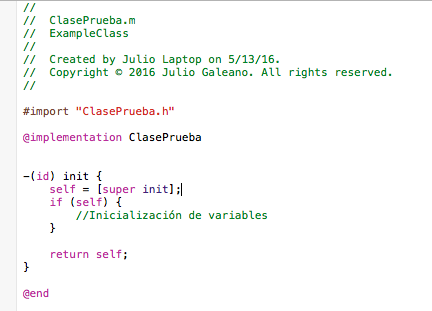 //
//  ClasePrueba.m
//  ExampleClass
//
//  Created by Julio Laptop on 5/13/16.
//  Copyright © 2016 Julio Galeano. All rights reserved.
//
#import "ClasePrueba.h"
@implementation ClasePrueba
-(id) init {
    self = [super init];
    if (self) {
        //Inicialización de variables
    }
    return self;
}
@end